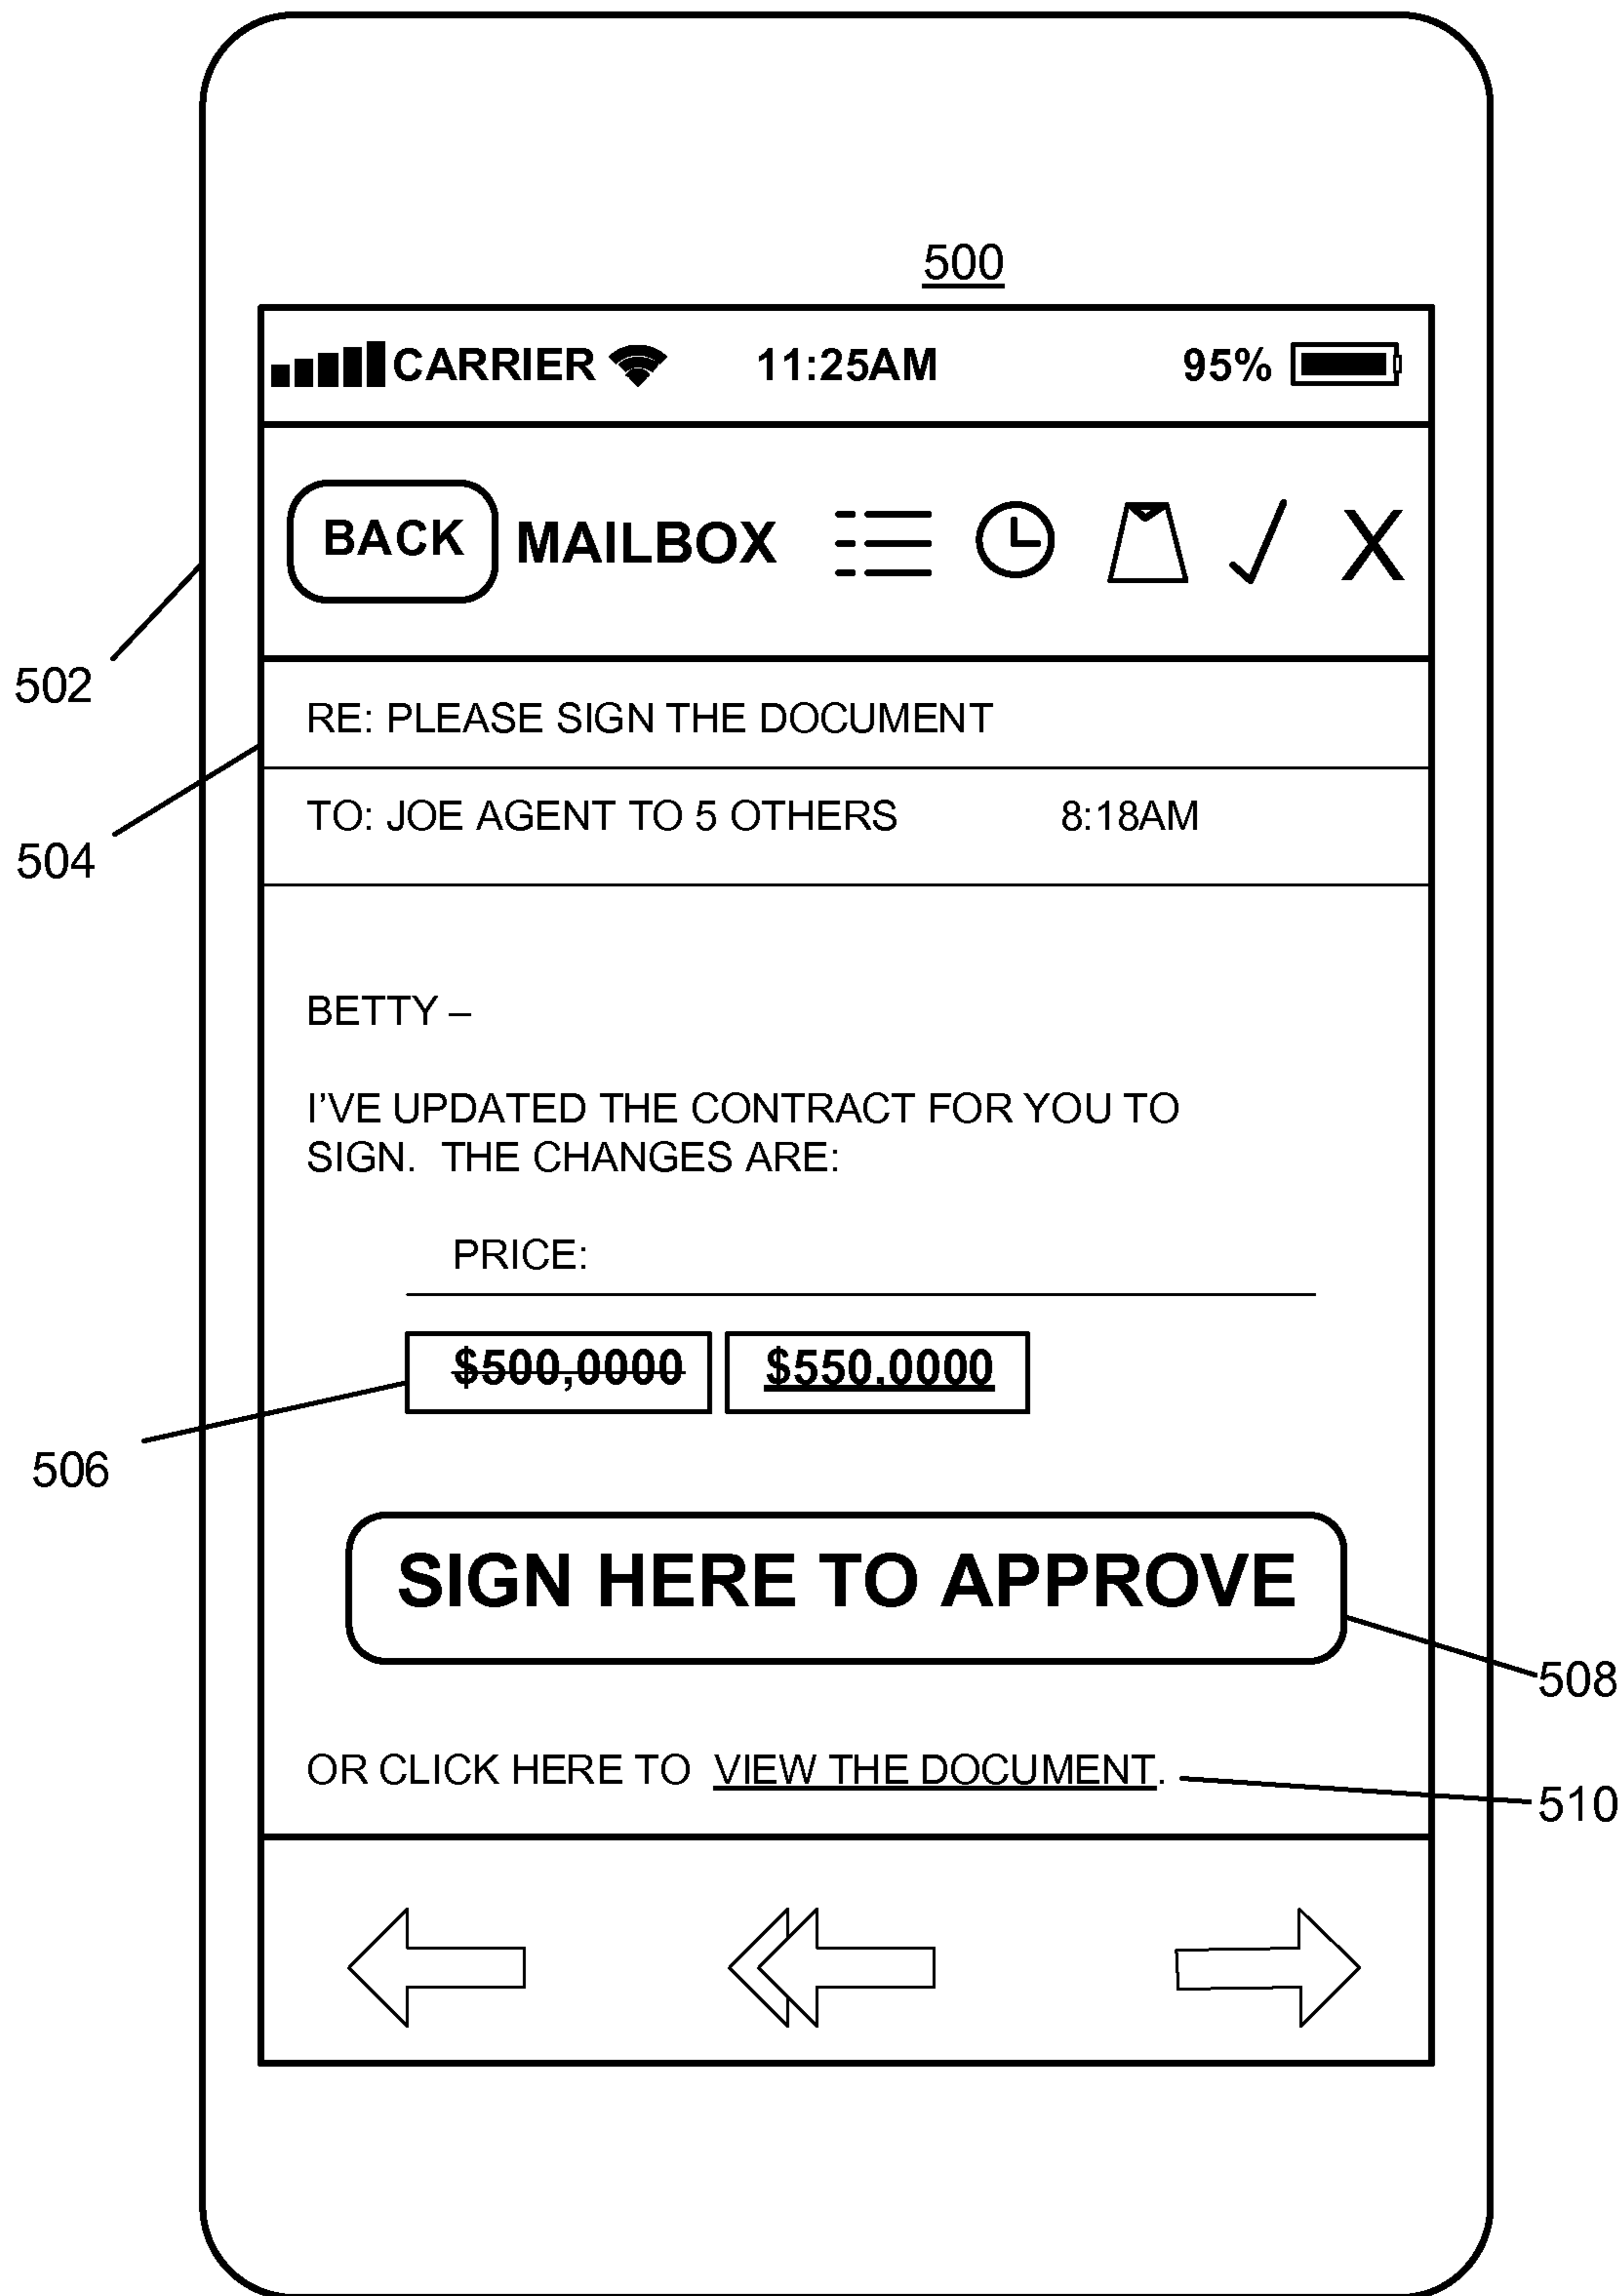 500
CARRIER 11:25AM 95%
BACK MAILBOX X
502
RE: PLEASE SIGN THE DOCUMENT
TO: JOE AGENT TO 5 OTHERS 8:18AM
504
BETTY –
I'VE UPDATED THE CONTRACT FOR YOU TO
SIGN. THE CHANGES ARE:
PRICE:
$500,0000 $550.0000
506
SIGN HERE TO APPROVE
508
OR CLICK HERE TO VIEW THE DOCUMENT.
510